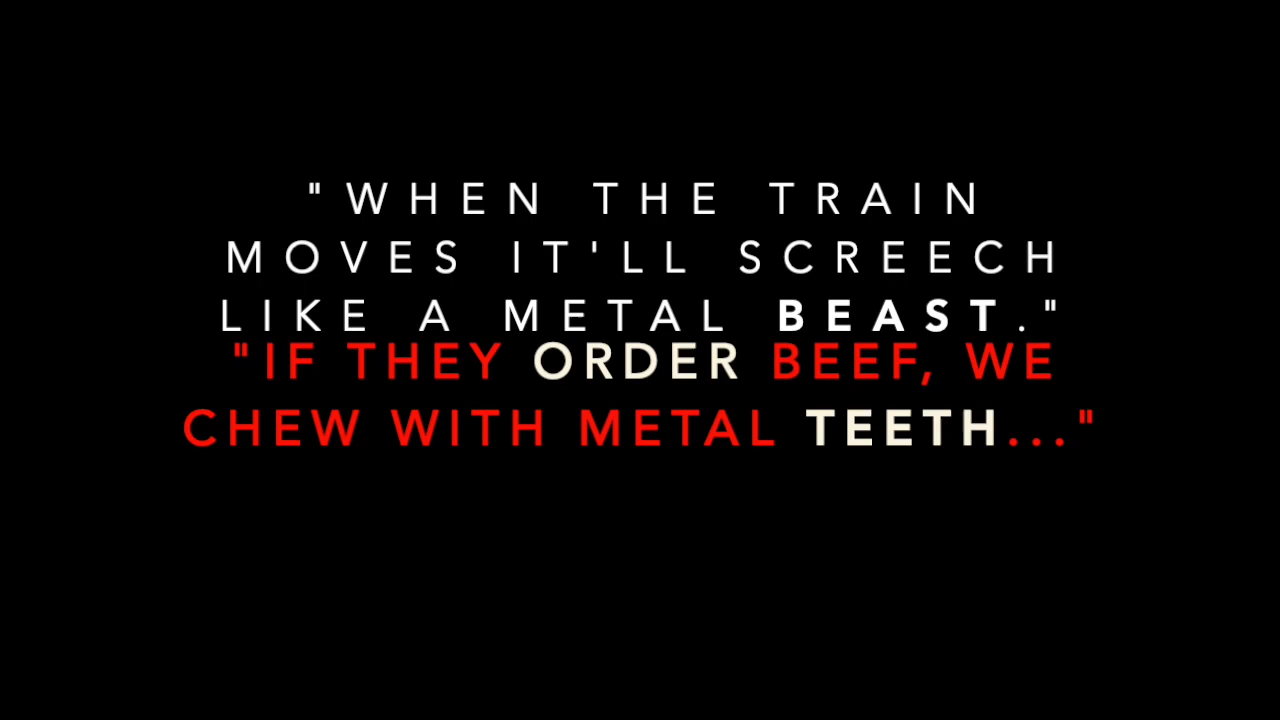 "WHEN THE TRAIN
MOVES IT'LL SCREECH
LIKE A METAL BEAST."
"IF THEY ORDER BEEF, WE
CHEW WITH METAL TEETH..."